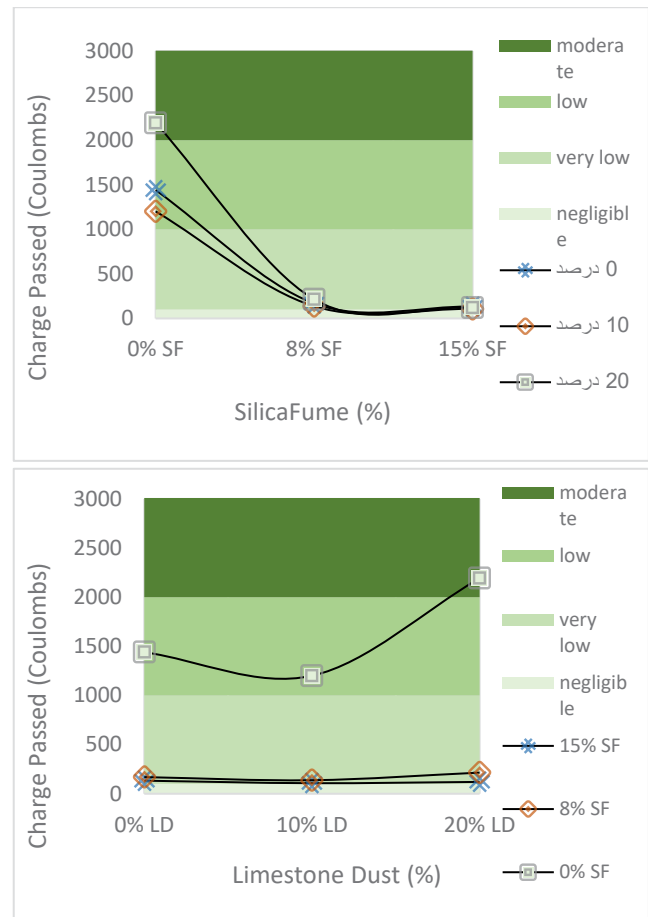 3000
2500
2000
1500
1000
500
0
Charge Passed (Coulombs)
0% SF
8% SF
15% SF
SilicaFume (%)
modera
te
low
very low
negligibl
e
0 درصد
10 درصد
20 درصد
3000
2500
2000
1500
1000
500
0
Charge Passed (Coulombs)
0% LD
10% LD
20% LD
Limestone Dust (%)
modera
te
low
very
low
negligib
le
15% SF
8% SF
0% SF